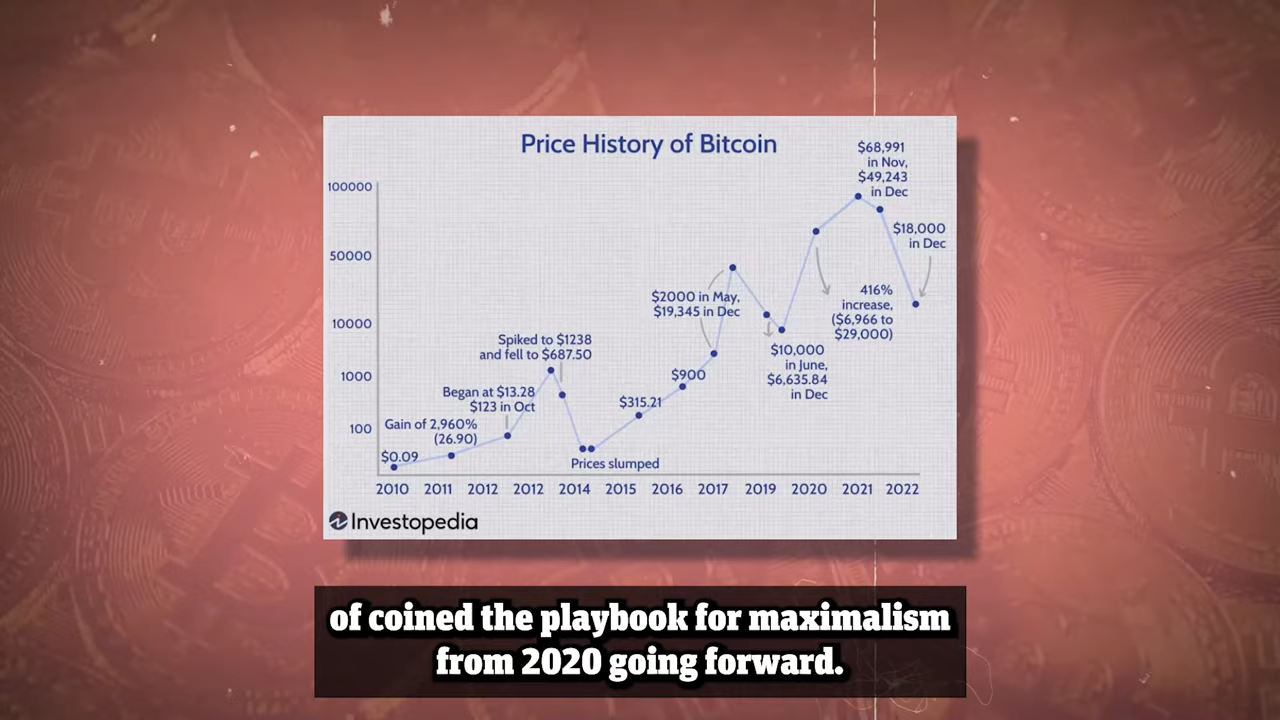 Price History of Bitcoin
$68,991
in Nov,
$49,243
in Dec
100000
$18,000
in Dec
50000
416%
increase,
($6,966 to
$29,000)
$2000 in May,
$19,345 in Dec
10000
Spiked to $1238
and fell to $687.50
$10,000
in June,
$6,635.84
in Dec
1000
$900
Began at $13.28
$123 in Oct
$315.21
Gain of 2,960%
(26.90)
100
$0.09
Prices slumped
2010 2011 2012 2012 2014 2015 2016 2017 2019 2020 2021 2022
Investopedia
of coined the playbook for maximalism
from 2020 going forward.